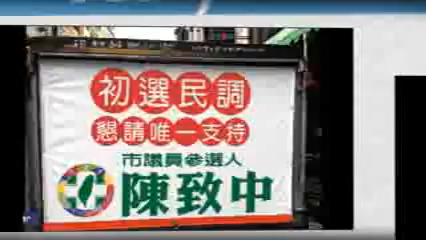 初選民調
懇請唯一支持
市議員參選人
陳致中